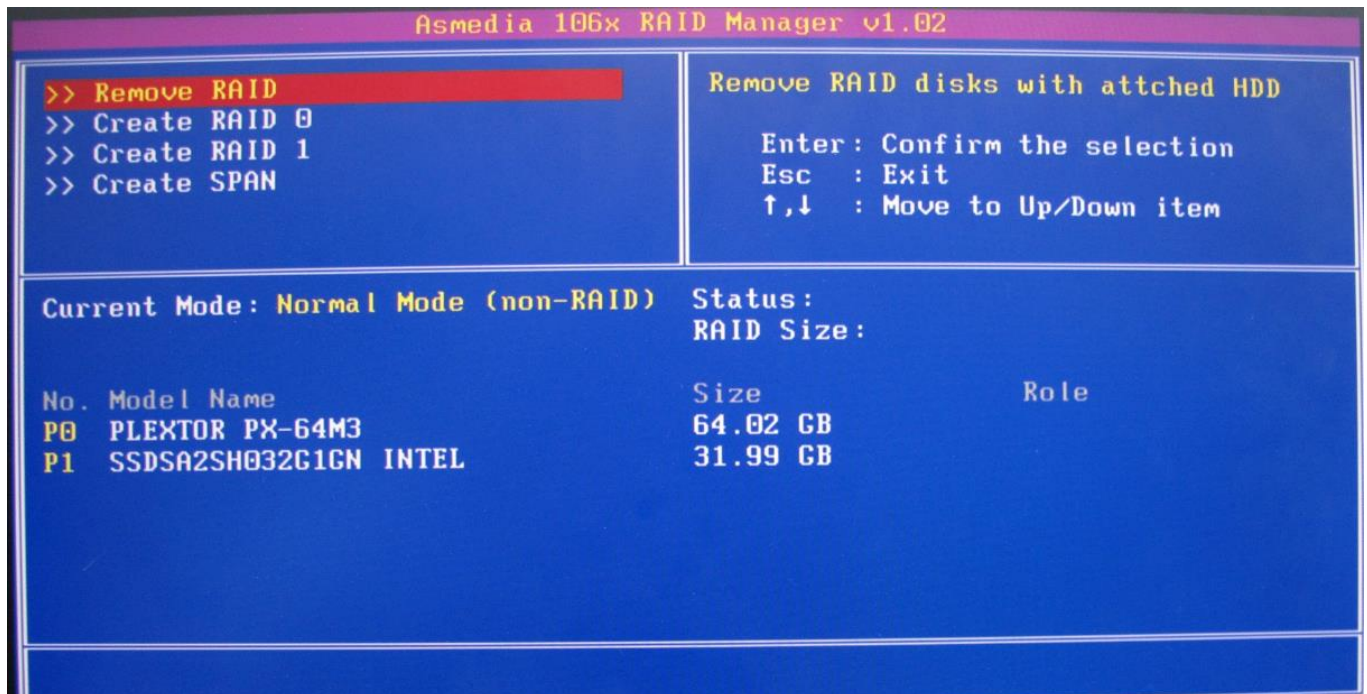 Asmedia 106x RAID Manager v1.02
>> Remove RAID
>> Create RAID 0
>> Create RAID 1
>> Create SPAN
Remove RAID disks with attched HDD
Enter: Confirm the selection
Esc : Exit
↑,↓ : Move to Up/Down item
Current Mode: Normal Mode (non-RAID) Status:
RAID Size:
No. Model Name Size Role
P0 PLEXTOR PX-64M3 64.02 GB
P1 SSDSA2SH032G1GN INTEL 31.99 GB